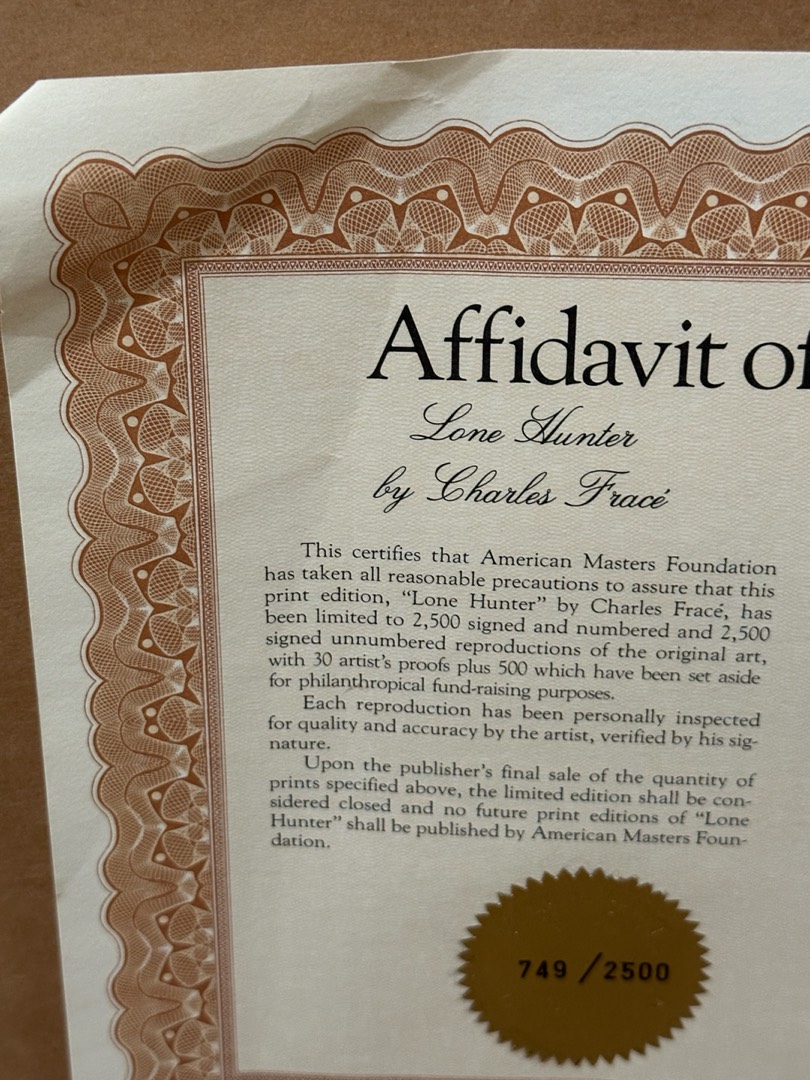 Affidavit of
Lone Hunter
by Charles Fracé
This certifies that American Masters Foundation
has taken all reasonable precautions to assure that this
print edition, “Lone Hunter” by Charles Fracé, has
been limited to 2,500 signed and numbered and 2,500
signed unnumbered reproductions of the original art,
with 30 artist’s proofs plus 500 which have been set aside
for philanthropical fund-raising purposes.
Each reproduction has been personally inspected
for quality and accuracy by the artist, verified by his sig-
nature.
Upon the publisher’s final sale of the quantity of
prints specified above, the limited edition shall be con-
sidered closed and no future print editions of “Lone
Hunter” shall be published by American Masters Foun-
dation.
749 / 2500